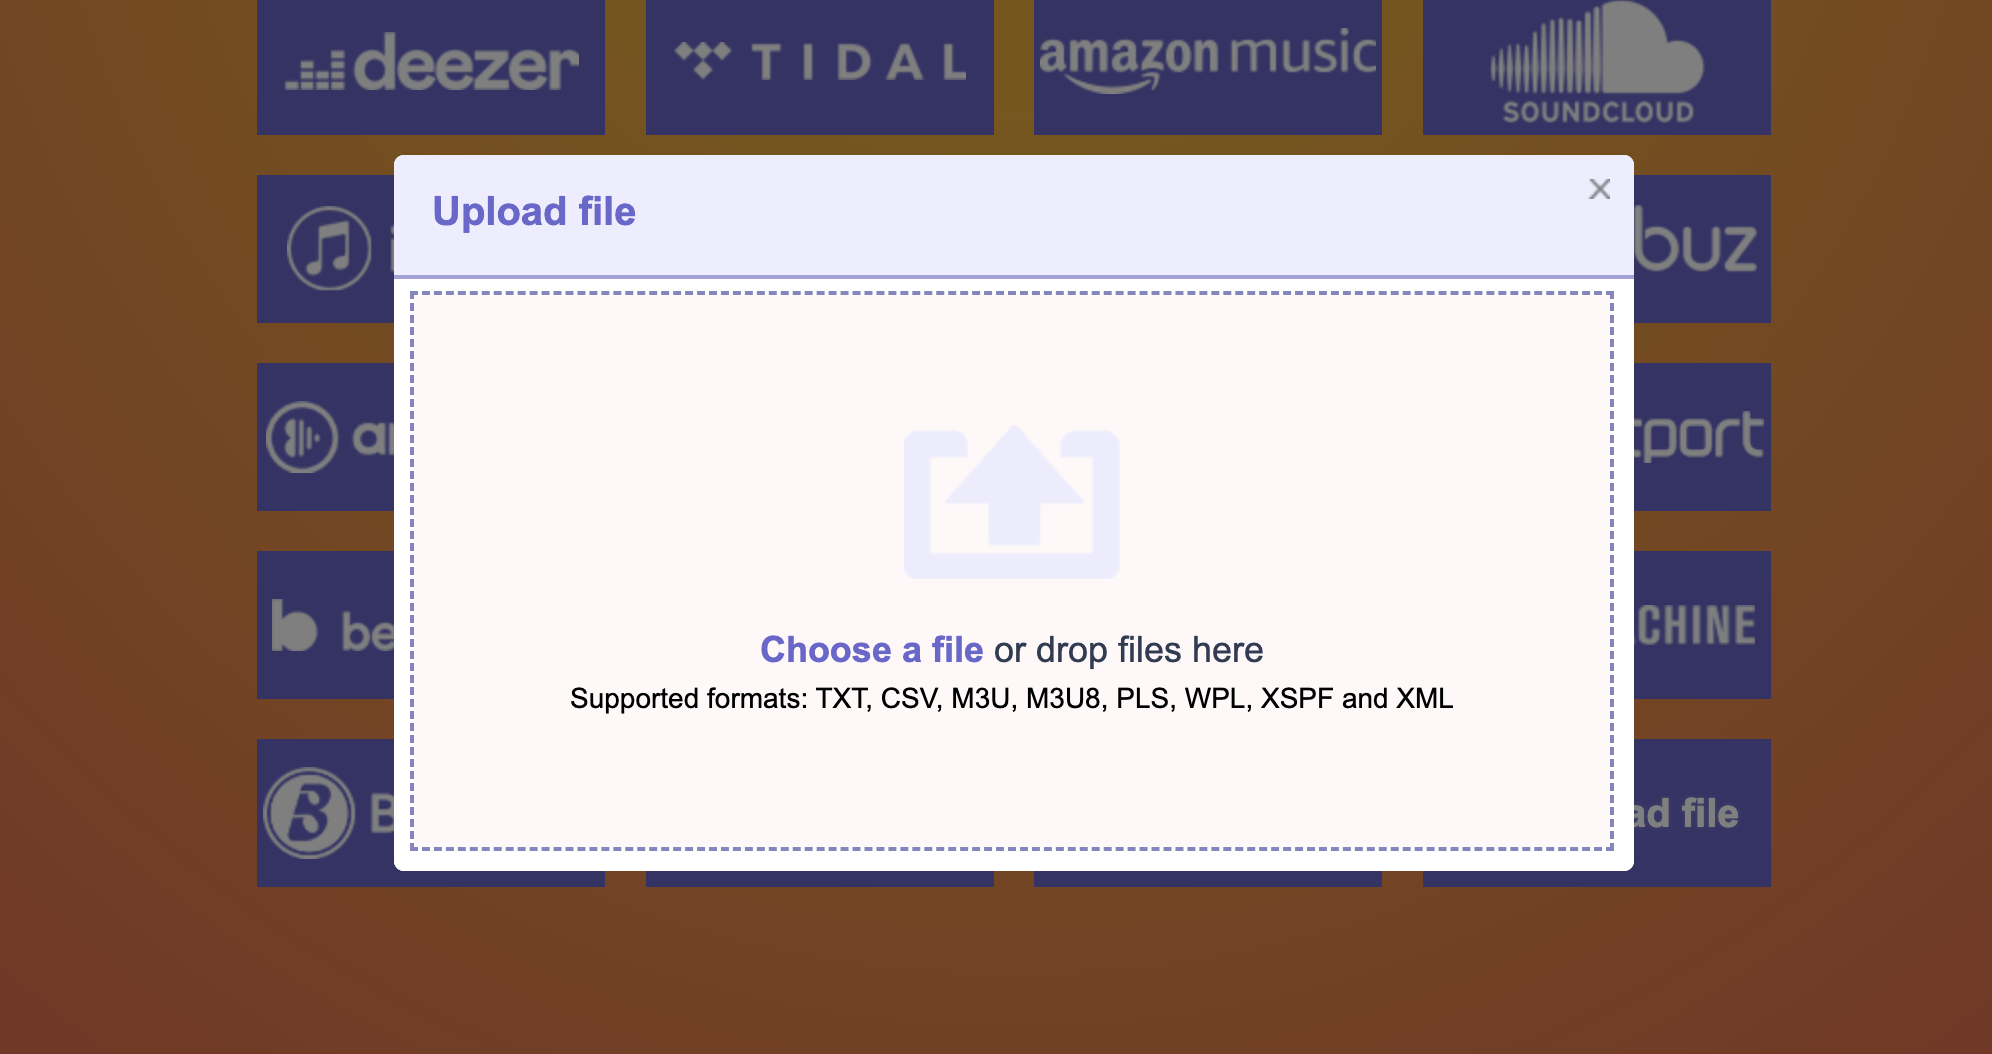 deezer
TIDAL
amazon music
SOUNDCLOUD
Upload file
buz
port
be
CHINE
B
ad file
Choose a file or drop files here
Supported formats: TXT, CSV, M3U, M3U8, PLS, WPL, XSPF and XML